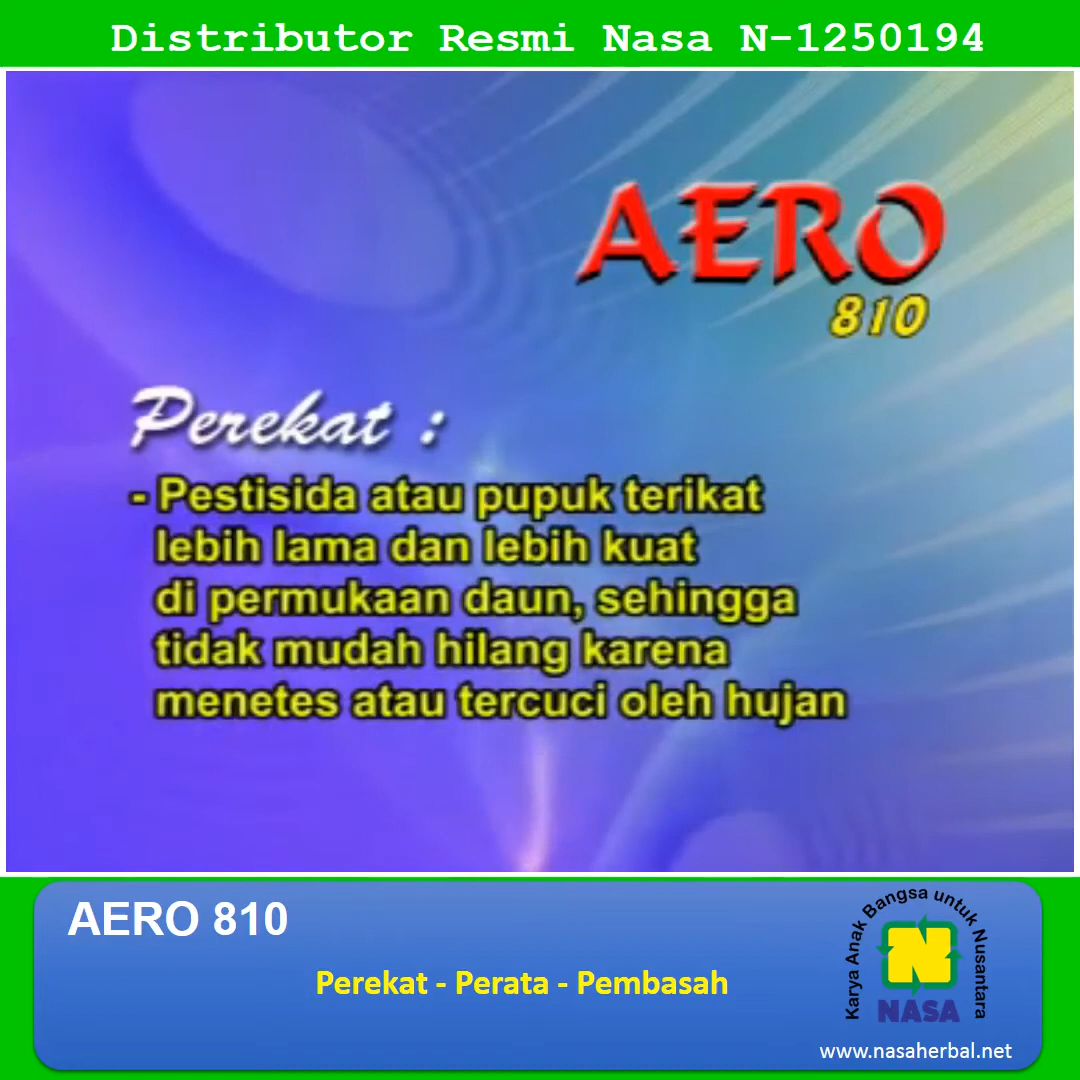 Distributor Resmi Nasa N-1250194
AERO
810
Perekat :
- Pestisida atau pupuk terikat
lebih lama dan lebih kuat
di permukaan daun, sehingga
tidak mudah hilang karena
menetes atau tercuci oleh hujan
AERO 810
Perekat - Perata - Pembasah
Karya Anak Bangsa untuk Nusantara
N
NASA
www.nasaherbal.net